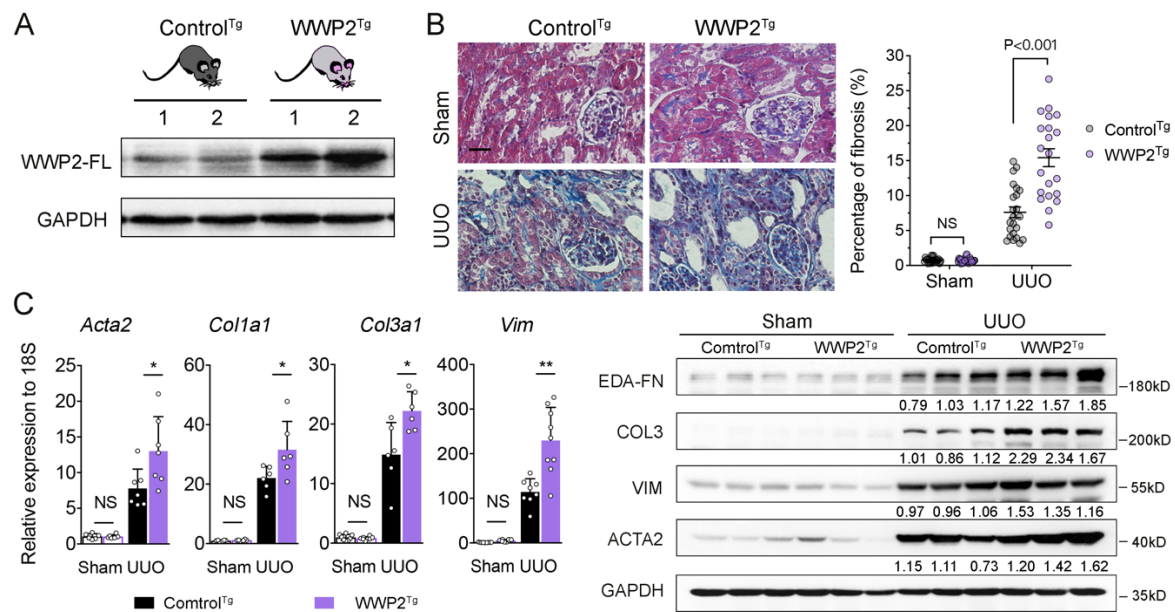 A
Control^Tg WWP2^Tg
1 2 1 2
WWP2-FL
GAPDH
B
Control^Tg WWP2^Tg
Sham
UUO
Percentage of fibrosis (%)
30
25
20
15
10
5
0
P<0.001
NS
Sham UUO
Control^Tg
WWP2^Tg
C
Relative expression to 18S
Acta2
25
20
15
10
5
0
NS
*
Sham UUO
Col1a1
60
40
20
0
NS
*
Sham UUO
Col3a1
30
20
10
0
NS
*
Sham UUO
Vim
400
300
200
100
0
NS
**
Sham UUO
Comtrol^Tg WWP2^Tg
Sham UUO
Comtrol^Tg WWP2^Tg Comtrol^Tg WWP2^Tg
EDA-FN
–180kD
0.79 1.03 1.17 1.22 1.57 1.85
COL3
–200kD
1.01 0.86 1.12 2.29 2.34 1.67
VIM
–55kD
0.97 0.96 1.06 1.53 1.35 1.16
ACTA2
–40kD
1.15 1.11 0.73 1.20 1.42 1.62
GAPDH
–35kD